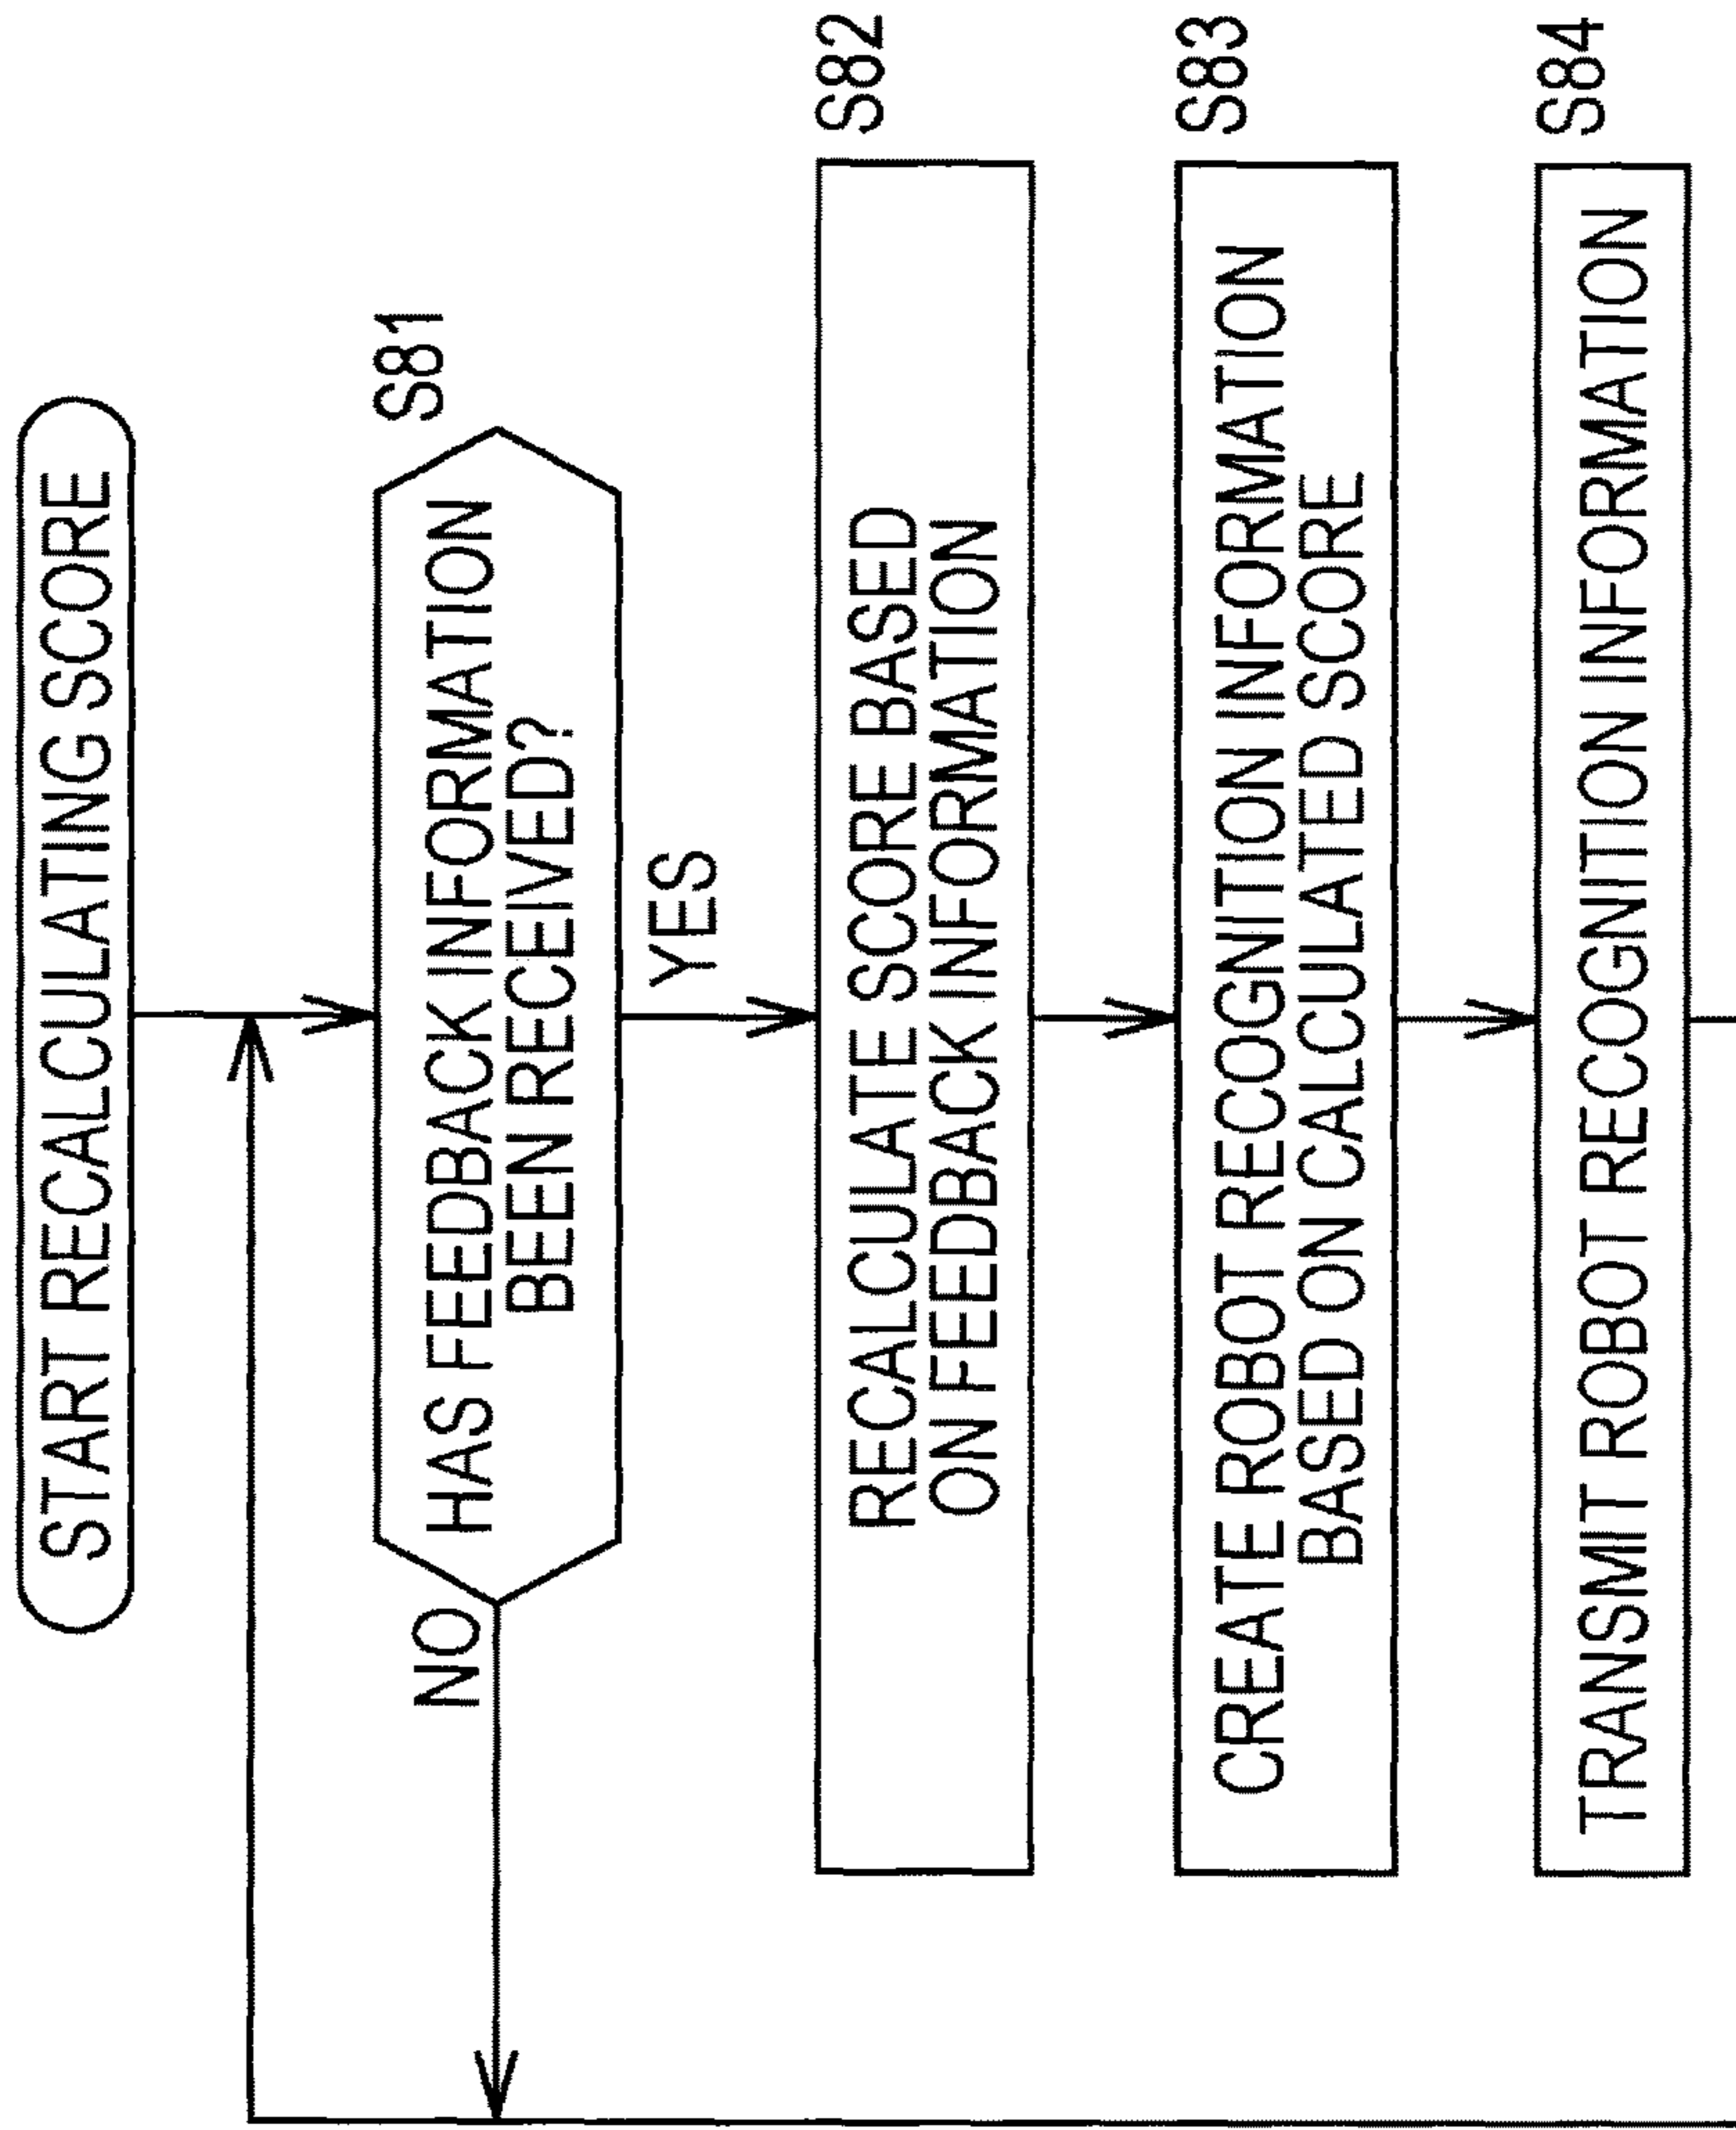 START RECALCULATING SCORE
S81
HAS FEEDBACK INFORMATION
BEEN RECEIVED?
NO
YES
S82
RECALCULATE SCORE BASED
ON FEEDBACK INFORMATION
S83
CREATE ROBOT RECOGNITION INFORMATION
BASED ON CALCULATED SCORE
S84
TRANSMIT ROBOT RECOGNITION INFORMATION